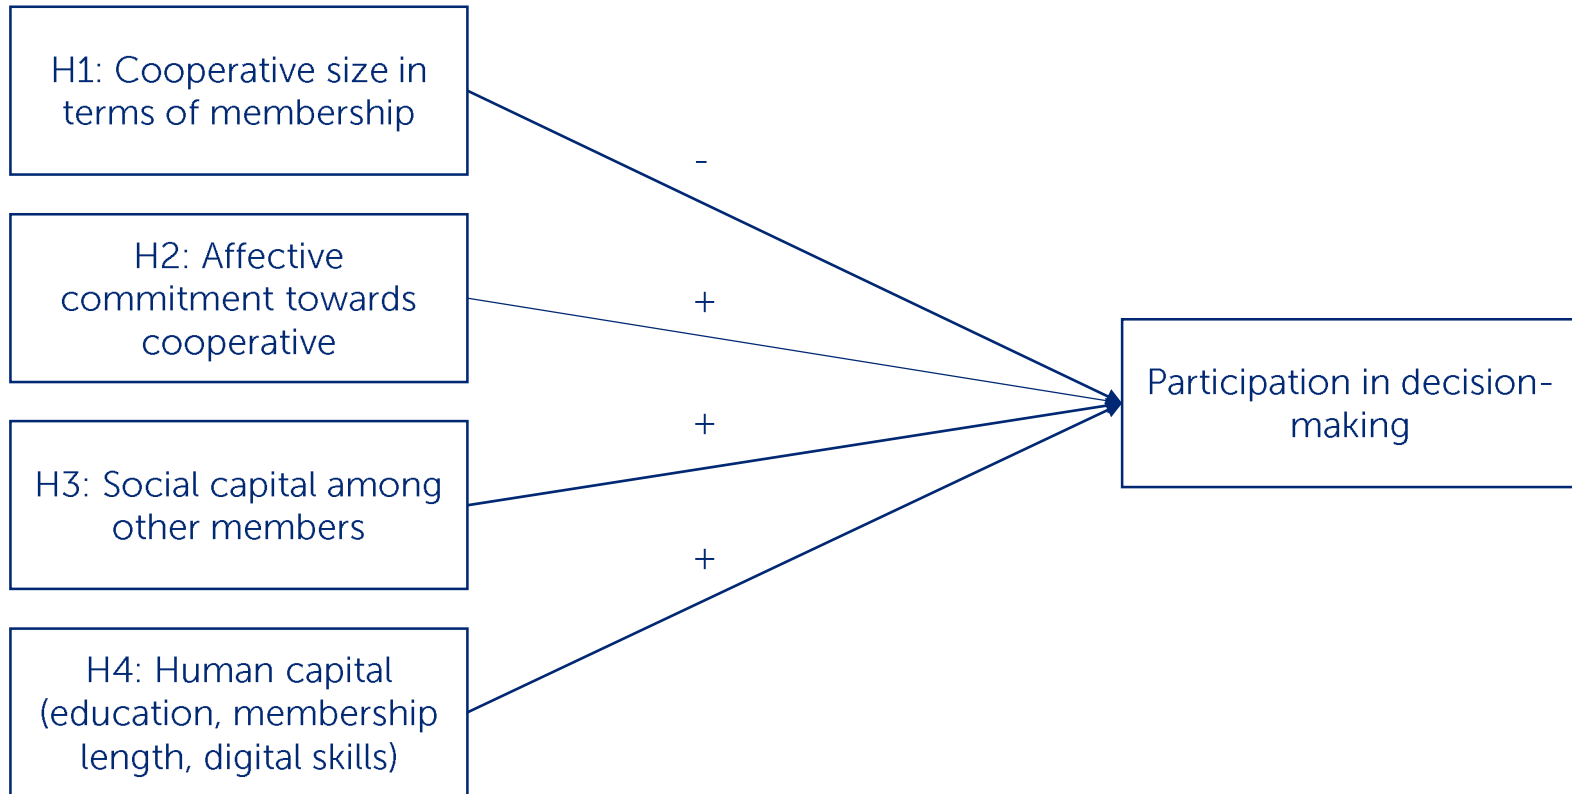 H1: Cooperative size in
terms of membership
-
H2: Affective
commitment towards
cooperative
+
Participation in decision-
making
+
H3: Social capital among
other members
+
H4: Human capital
(education, membership
length, digital skills)